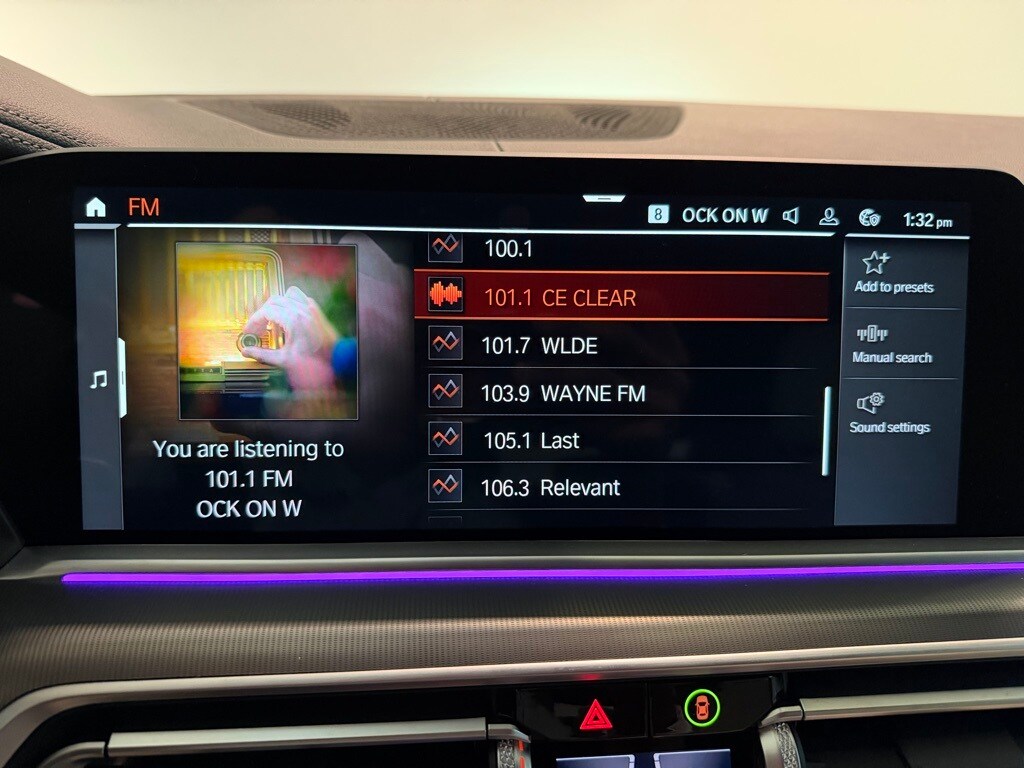 FM
8 OCK ON W 1:32 pm
You are listening to
101.1 FM
OCK ON W
100.1
101.1 CE CLEAR
101.7 WLDE
103.9 WAYNE FM
105.1 Last
106.3 Relevant
Add to presets
Manual search
Sound settings